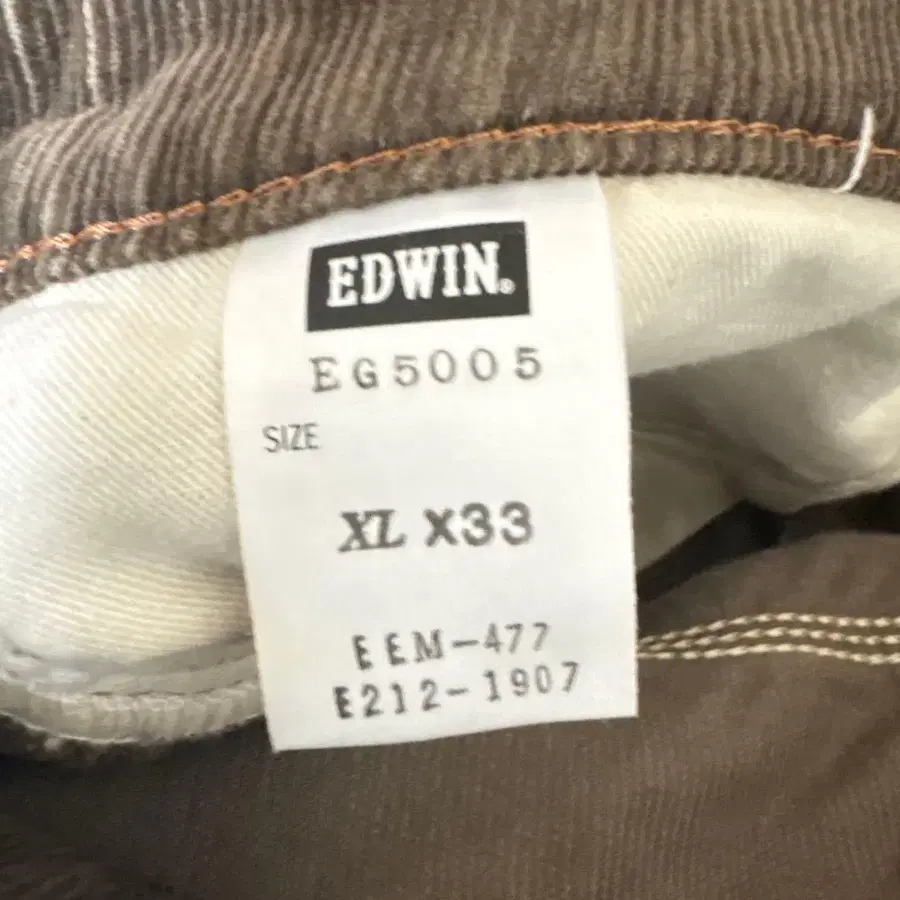 EDWIN®
EG5005
SIZE
XL X33
EEM-477
E212-1907